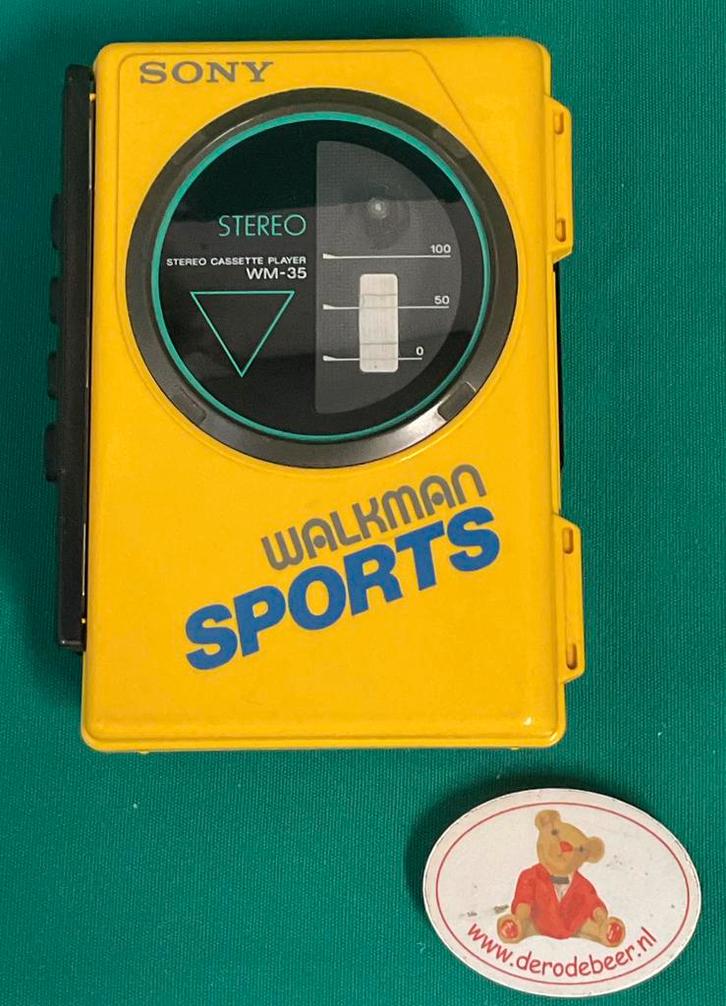 SONY
STEREO
STEREO CASSETTE PLAYER
WM-35
100
50
0
WALKMAN
SPORTS
www.derodebeer.nl